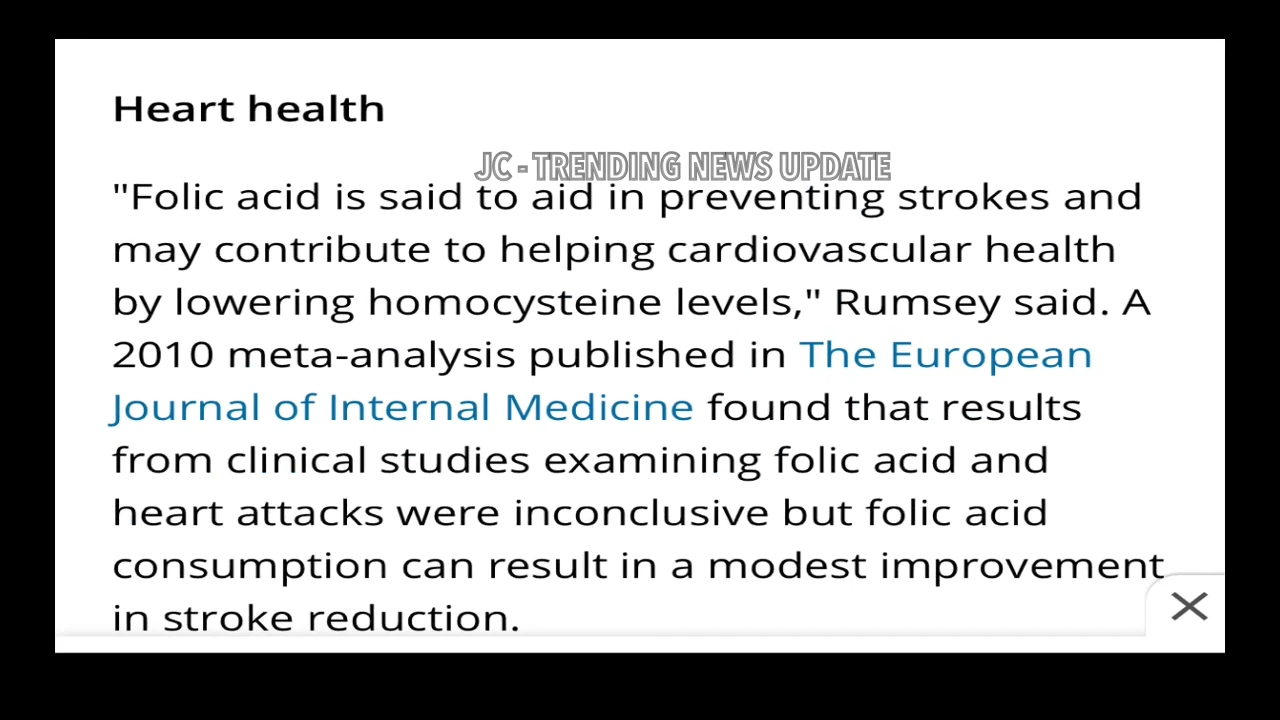 Heart health
JC - TRENDING NEWS UPDATE
"Folic acid is said to aid in preventing strokes and
may contribute to helping cardiovascular health
by lowering homocysteine levels," Rumsey said. A
2010 meta-analysis published in The European
Journal of Internal Medicine found that results
from clinical studies examining folic acid and
heart attacks were inconclusive but folic acid
consumption can result in a modest improvement
in stroke reduction.